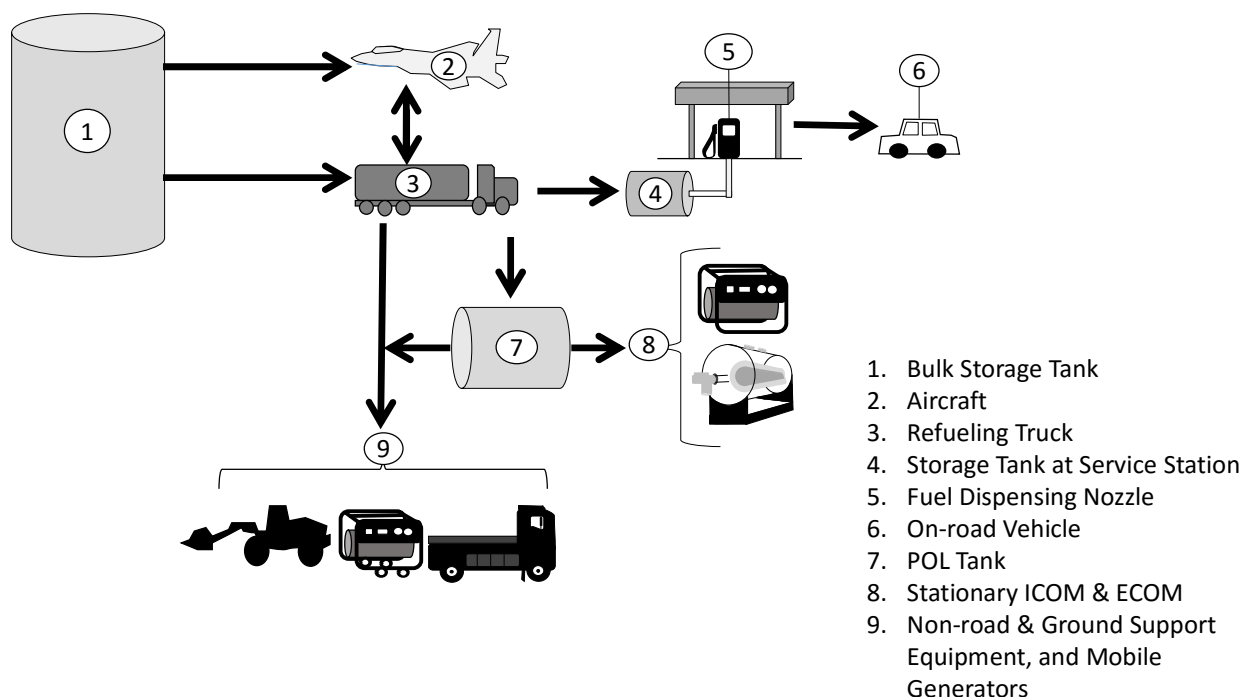 1
2
3
4
5
6
7
8
9
1. Bulk Storage Tank
2. Aircraft
3. Refueling Truck
4. Storage Tank at Service Station
5. Fuel Dispensing Nozzle
6. On-road Vehicle
7. POL Tank
8. Stationary ICOM & ECOM
9. Non-road & Ground Support
Equipment, and Mobile
Generators